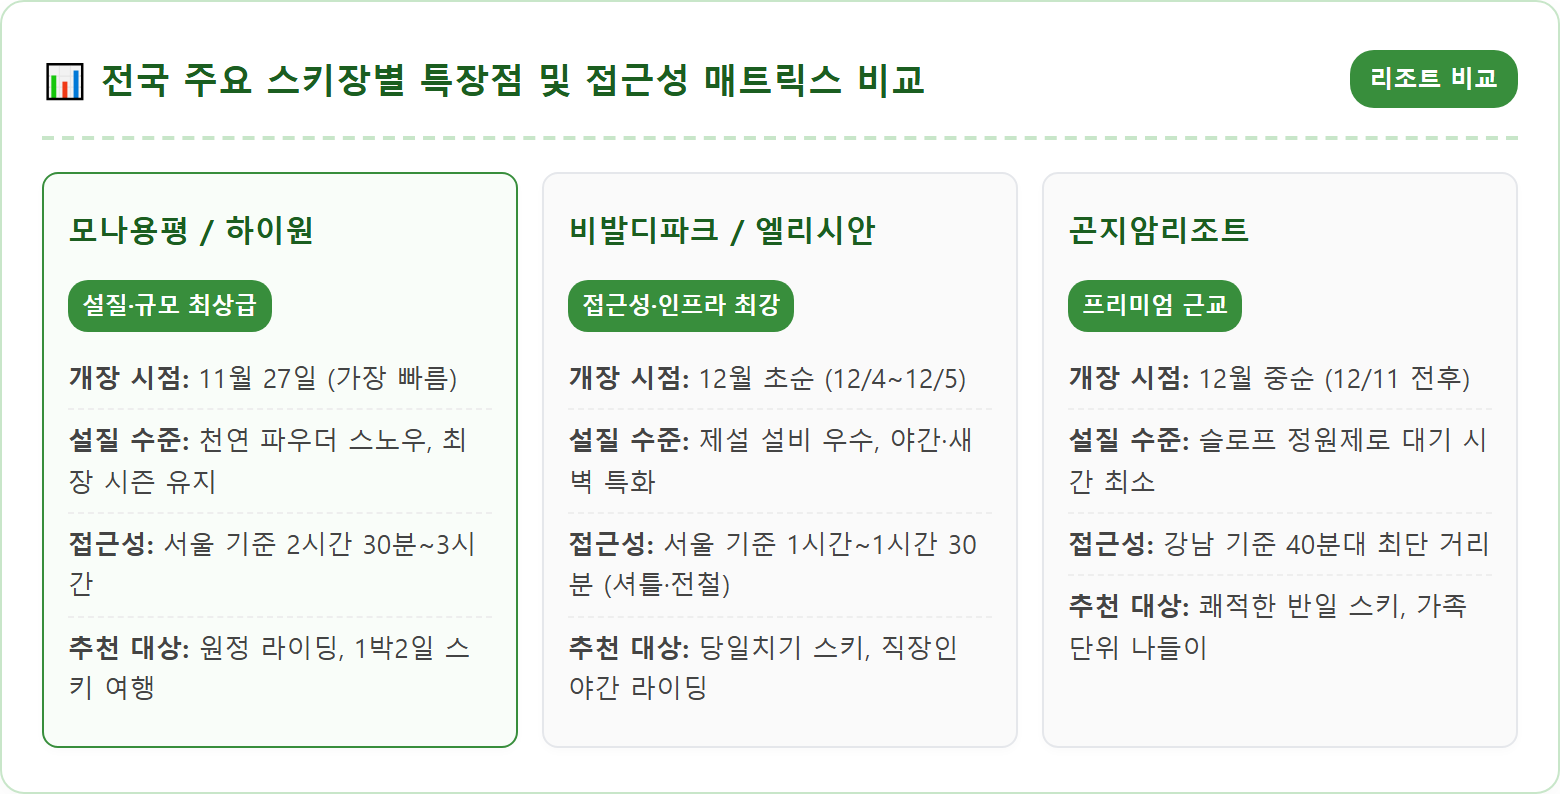 📊 전국 주요 스키장별 특장점 및 접근성 매트릭스 비교
리조트 비교
모나용평 / 하이원
설질·규모 최상급
개장 시점: 11월 27일 (가장 빠름)
설질 수준: 천연 파우더 스노우, 최
장 시즌 유지
접근성: 서울 기준 2시간 30분~3시
간
추천 대상: 원정 라이딩, 1박2일 스
키 여행
비발디파크 / 엘리시안
접근성·인프라 최강
개장 시점: 12월 초순 (12/4~12/5)
설질 수준: 제설 설비 우수, 야간·새
벽 특화
접근성: 서울 기준 1시간~1시간 30
분 (셔틀·전철)
추천 대상: 당일치기 스키, 직장인
야간 라이딩
곤지암리조트
프리미엄 근교
개장 시점: 12월 중순 (12/11 전후)
설질 수준: 슬로프 정원제로 대기 시
간 최소
접근성: 강남 기준 40분대 최단 거리
추천 대상: 쾌적한 반일 스키, 가족
단위 나들이